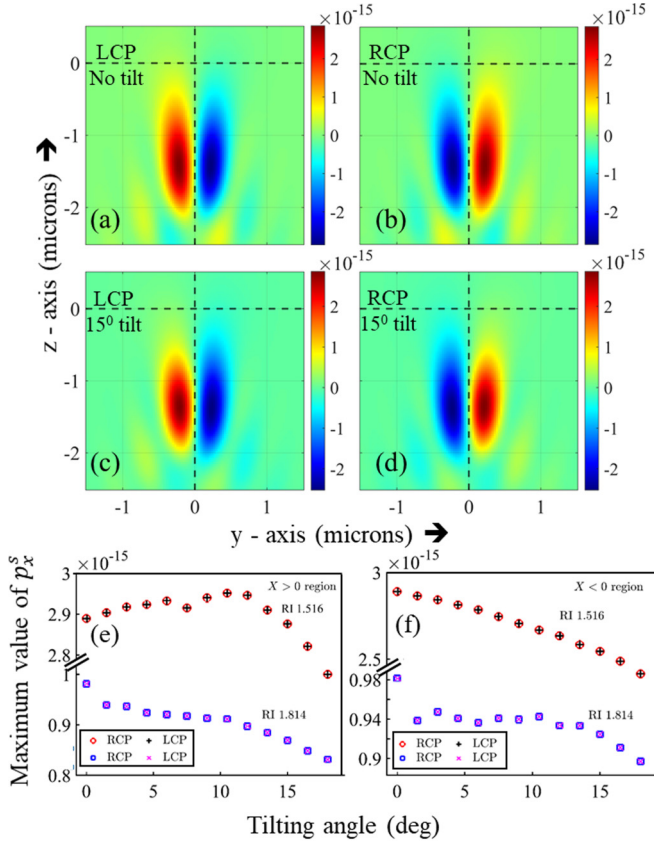 ×10⁻¹⁵
×10⁻¹⁵
LCP
No tilt
RCP
No tilt
0
-1
-2
2
1
0
-1
-2
0
-1
-2
2
1
0
-1
-2
(a)
(b)
×10⁻¹⁵
×10⁻¹⁵
LCP
15⁰ tilt
RCP
15⁰ tilt
0
-1
-2
2
1
0
-1
-2
0
-1
-2
2
1
0
-1
-2
(c)
(d)
-1 0 1
-1 0 1
z - axis (microns) ➔
y - axis (microns) ➔
×10⁻¹⁵
3
2.9
2.8
1
0.9
0.8
(e)
X > 0 region
RI 1.516
RI 1.814
RCP
LCP
RCP
LCP
0 5 10 15
×10⁻¹⁵
3
2.5
0.98
0.94
0.9
(f)
X < 0 region
RI 1.516
RI 1.814
RCP
LCP
RCP
LCP
0 5 10 15
Maximum value of pₓˢ
Tilting angle (deg)